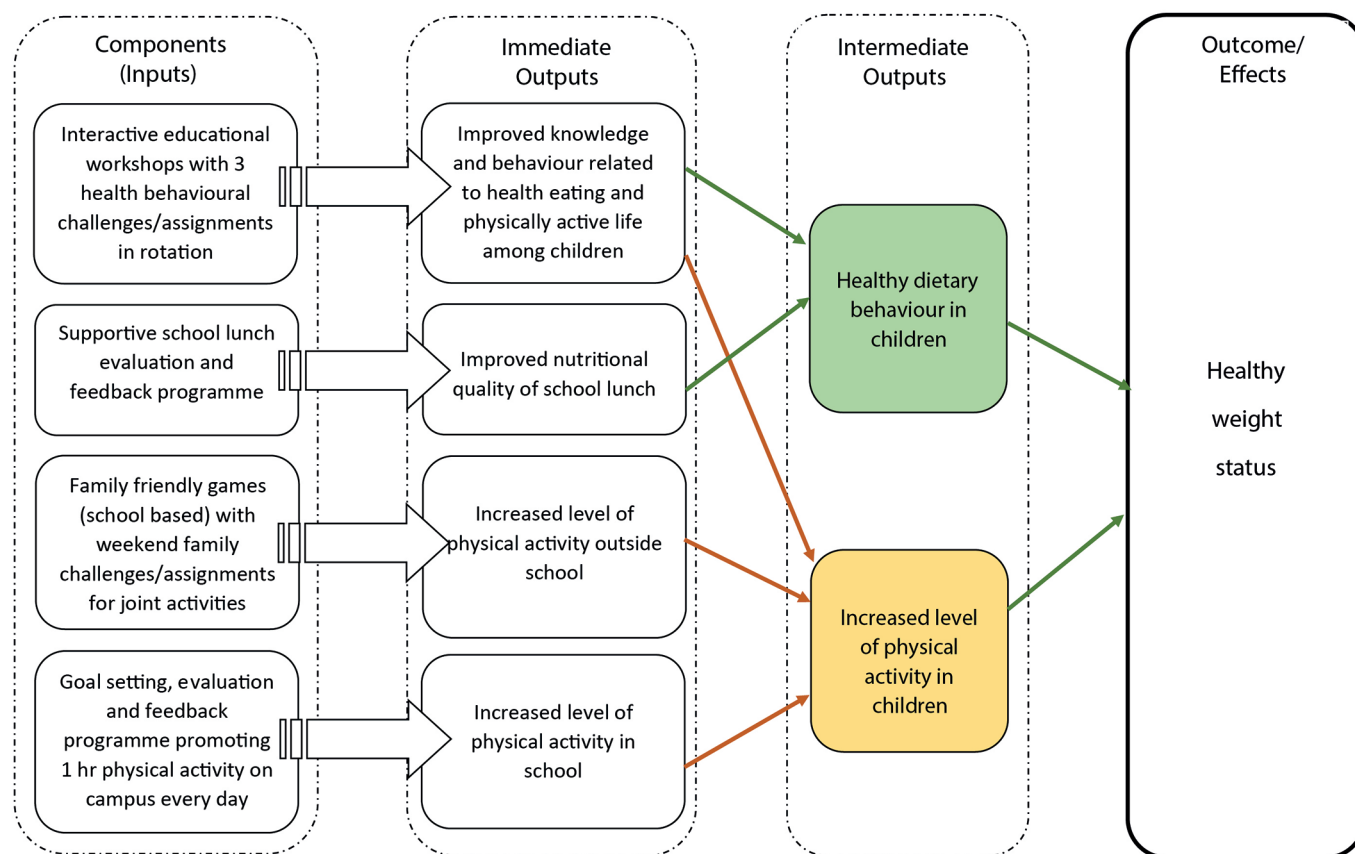 Components
(Inputs)
Interactive educational
workshops with 3
health behavioural
challenges/assignments
in rotation
Supportive school lunch
evaluation and
feedback programme
Family friendly games
(school based) with
weekend family
challenges/assignments
for joint activities
Goal setting, evaluation
and feedback
programme promoting
1 hr physical activity on
campus every day
Immediate
Outputs
Improved knowledge
and behaviour related
to health eating and
physically active life
among children
Improved nutritional
quality of school lunch
Increased level of
physical activity outside
school
Increased level of
physical activity in
school
Intermediate
Outputs
Healthy dietary
behaviour in
children
Increased level
of physical
activity in
children
Outcome/
Effects
Healthy
weight
status